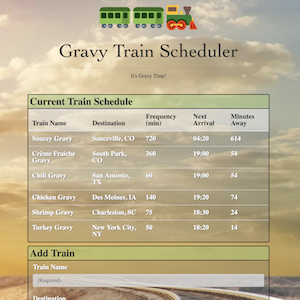 Gravy Train Scheduler
It's Gravy Time!
Current Train Schedule
Train Name Destination Frequency (min) Next Arrival Minutes Away
Saucey Gravy Sauceville, CO 720 04:20 614
Crème Fraiche Gravy South Park, CO 360 19:00 54
Chili Gravy San Antonio, TX 60 19:00 54
Chicken Gravy Des Moines, IA 140 19:20 74
Shrimp Gravy Charleston, SC 75 18:30 24
Turkey Gravy New York City, NY 50 18:20 14
Add Train
Train Name
(Required)
Destination